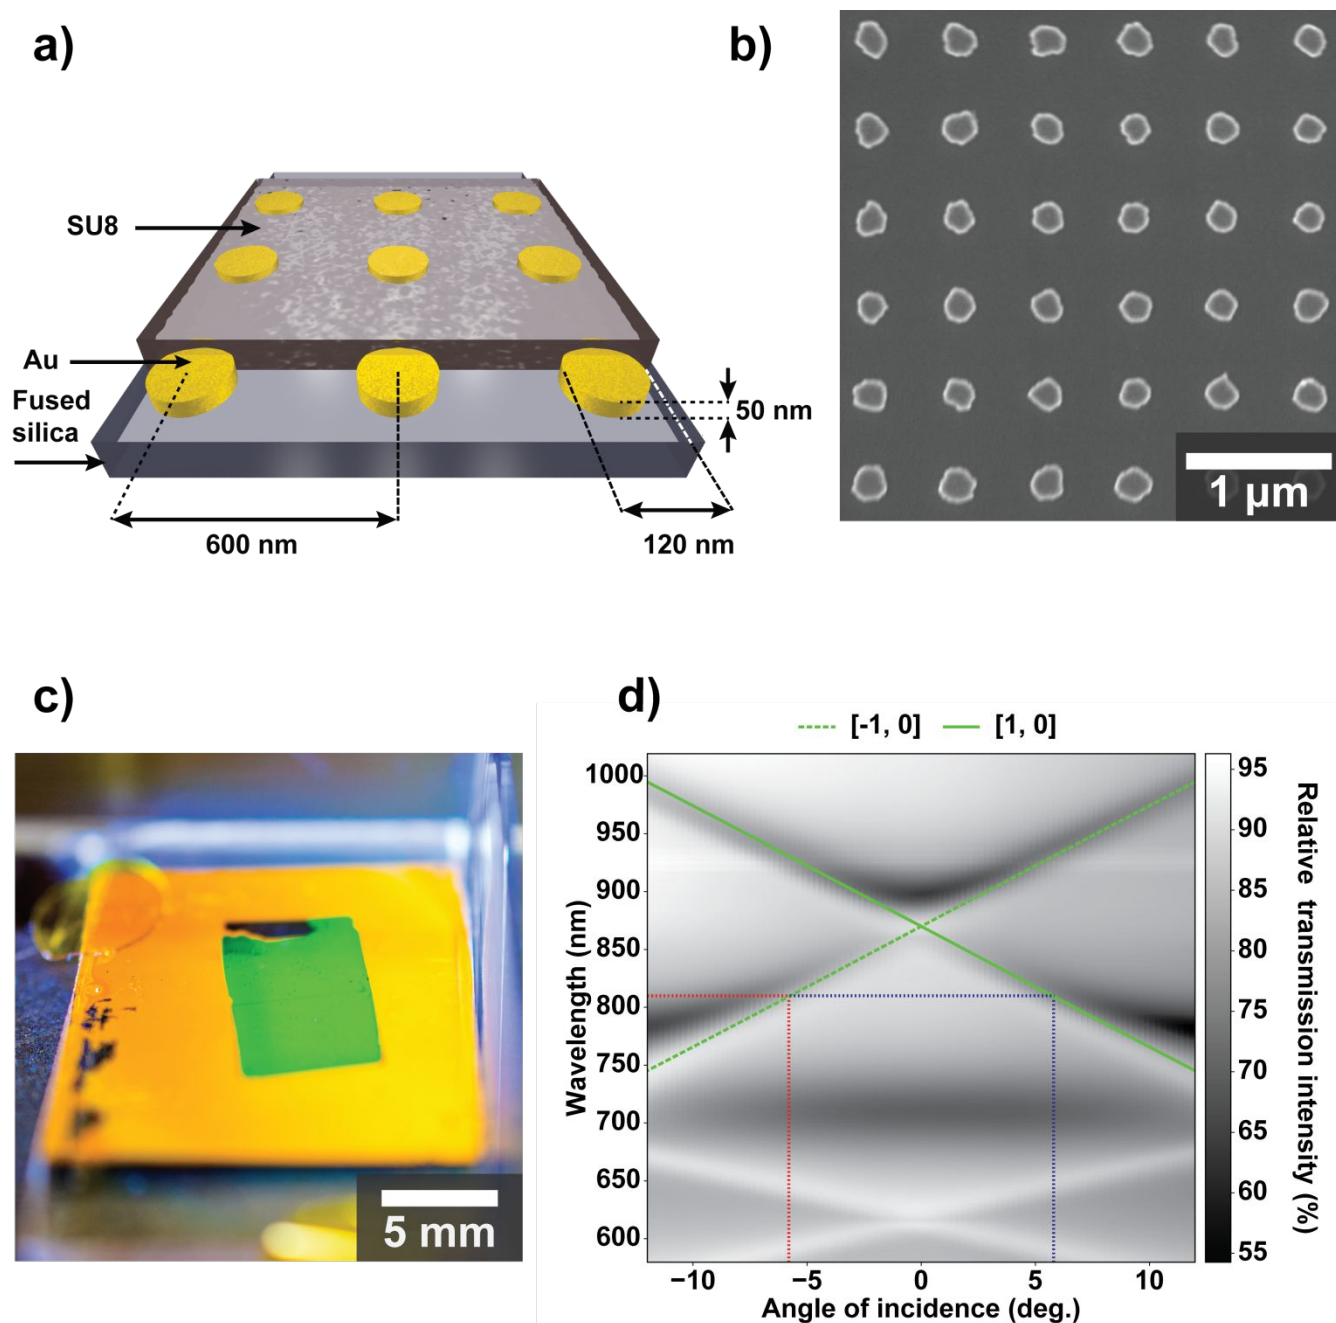 a)
SU8
Au
Fused
silica
50 nm
600 nm
120 nm
b)
1 µm
c)
5 mm
d)
[-1, 0]
[1, 0]
Wavelength (nm)
1000
950
900
850
800
750
700
650
600
−10
−5
0
5
10
Angle of incidence (deg.)
95
90
85
80
75
70
65
60
55
Relative transmission intensity (%)